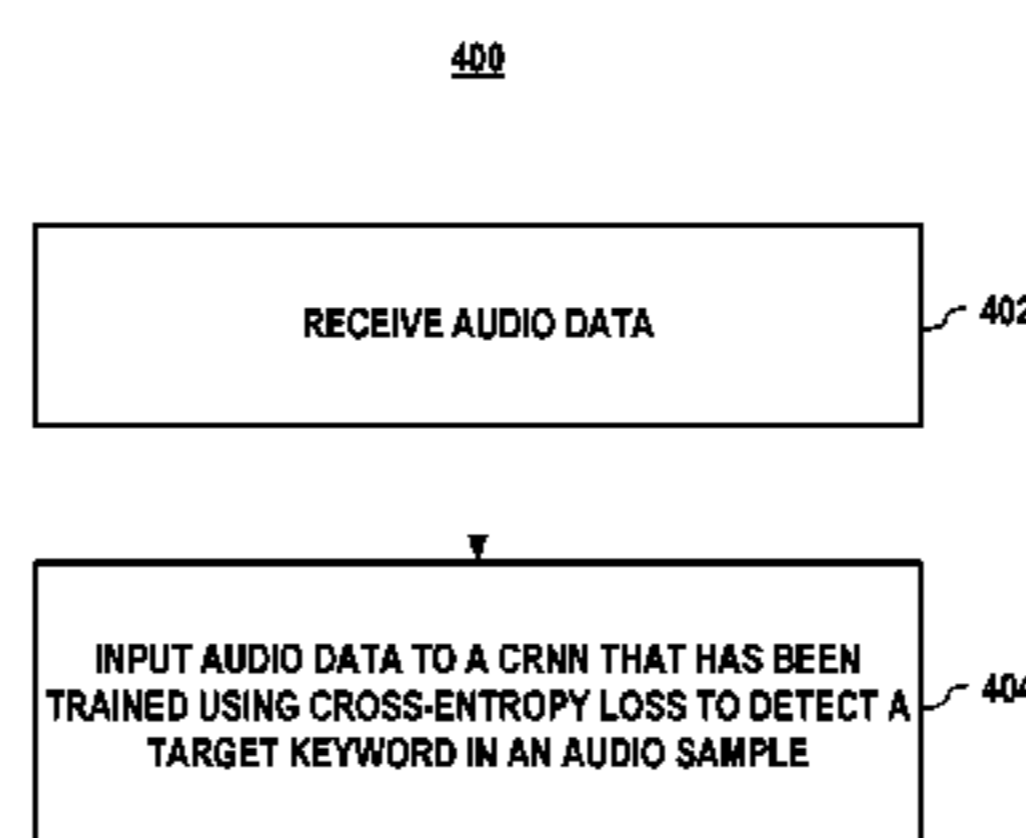 400
RECEIVE AUDIO DATA
402
INPUT AUDIO DATA TO A CRNN THAT HAS BEEN
TRAINED USING CROSS-ENTROPY LOSS TO DETECT A
TARGET KEYWORD IN AN AUDIO SAMPLE
404